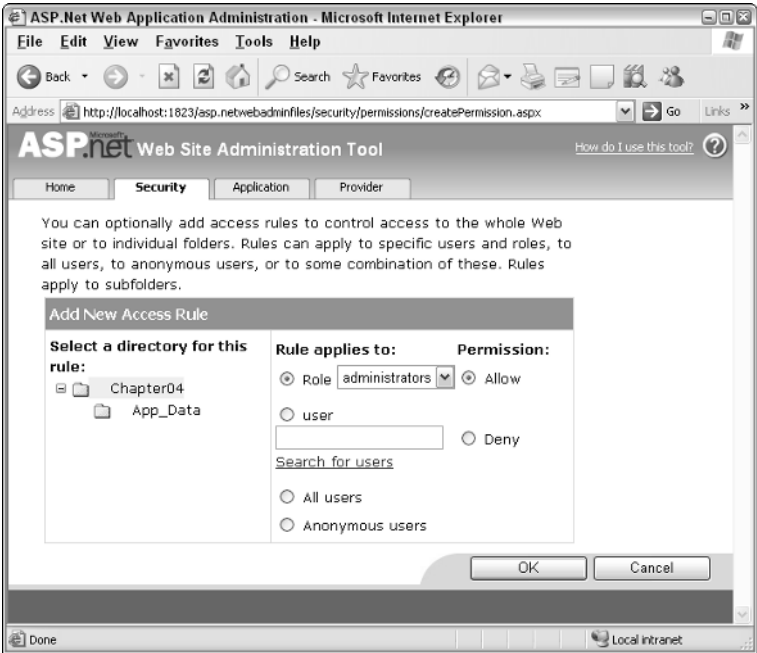 ASP.Net Web Application Administration - Microsoft Internet Explorer
File Edit View Favorites Tools Help
Back Search Favorites
Address http://localhost:1823/asp.netwebadminfiles/security/permissions/createPermission.aspx Go Links »
Microsoft
ASP.net Web Site Administration Tool How do I use this tool? ?
Home Security Application Provider
You can optionally add access rules to control access to the whole Web
site or to individual folders. Rules can apply to specific users and roles, to
all users, to anonymous users, or to some combination of these. Rules
apply to subfolders.
Add New Access Rule
Select a directory for this
rule:
Chapter04
App_Data
Rule applies to: Permission:
Role administrators Allow
user
Deny
Search for users
All users
Anonymous users
OK Cancel
Done Local intranet